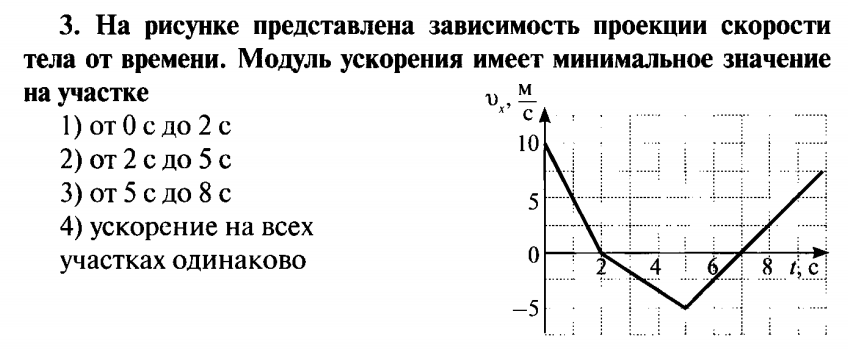 3. На рисунке представлена зависимость проекции скорости
тела от времени. Модуль ускорения имеет минимальное значение
на участке
1) от 0 с до 2 с
2) от 2 с до 5 с
3) от 5 с до 8 с
4) ускорение на всех
участках одинаково
υₓ, м/с
10
5
0
2 4 6 8 t, с
−5